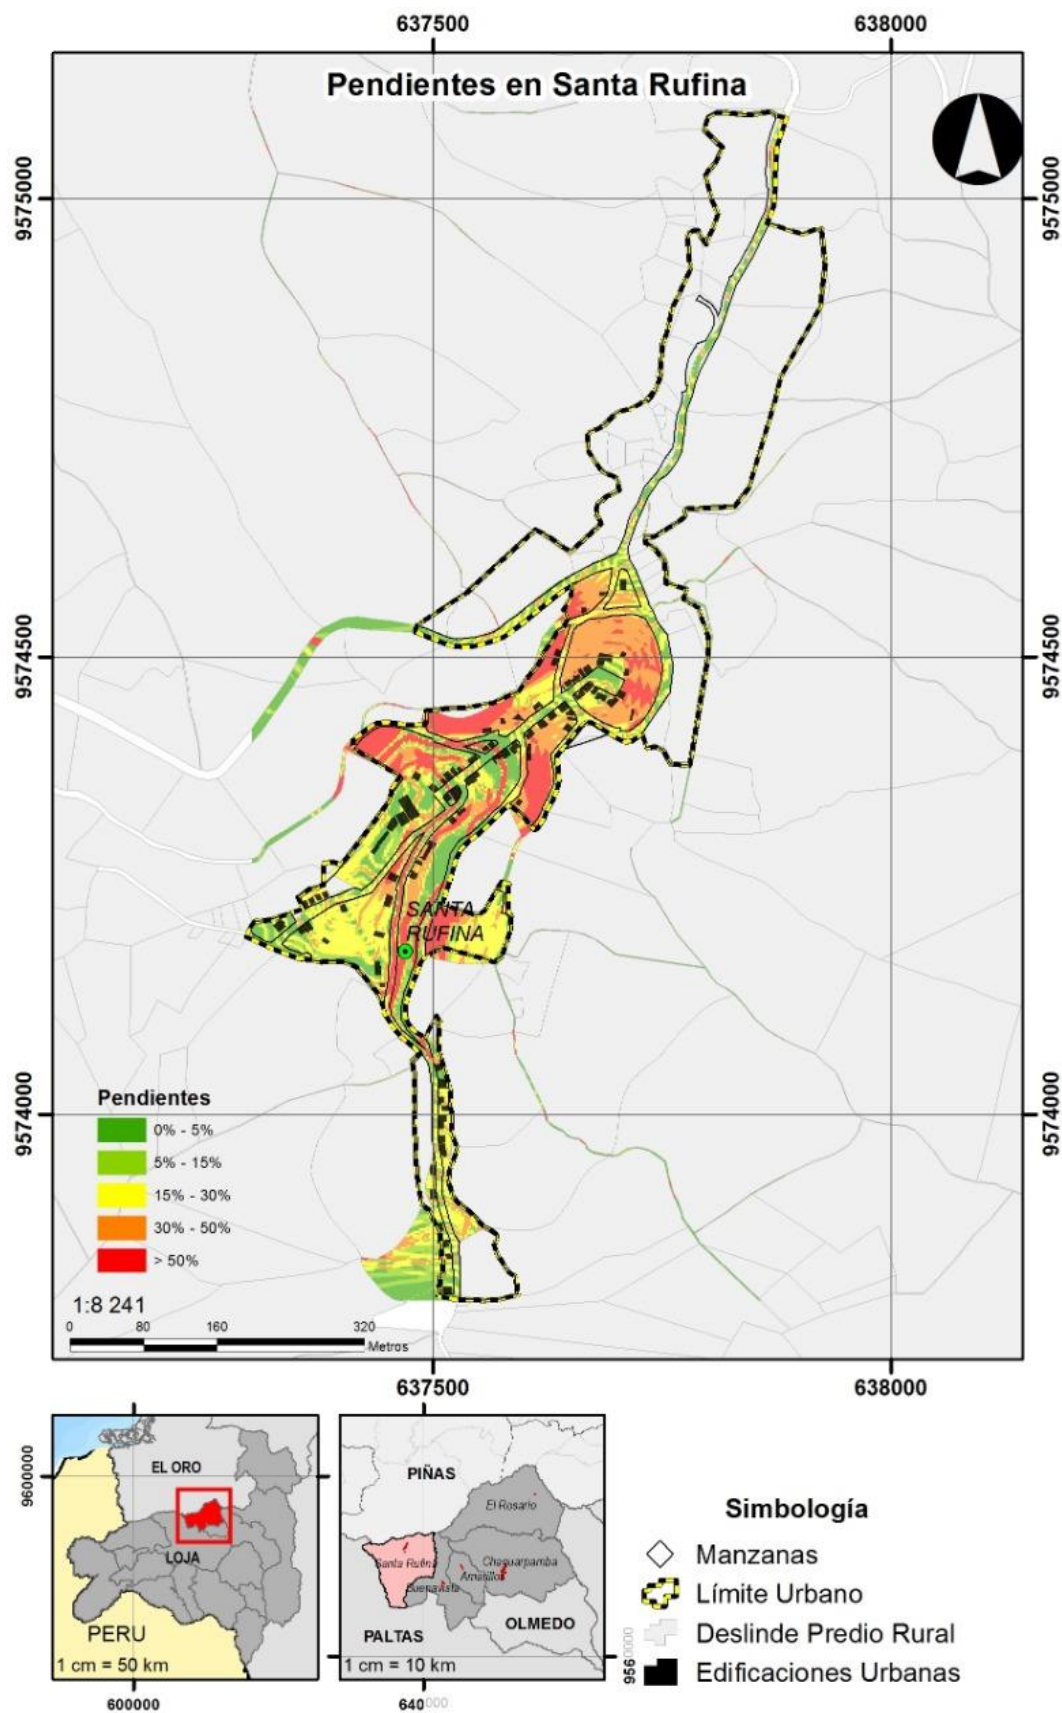 637500
638000
Pendientes en Santa Rufina
9575000
9575000
9574500
9574500
SANTA
RUFINA
9574000
9574000
Pendientes
0% - 5%
5% - 15%
15% - 30%
30% - 50%
> 50%
1:8 241
0 80 160 320
Metros
637500
638000
9600000
EL ORO
LOJA
PERU
1 cm = 50 km
600000
PIÑAS
El Rosario
Santa Rufina
Chaguarpamba
Amarillos
Buenavista
OLMEDO
PALTAS
1 cm = 10 km
640000
9560000
Simbología
Manzanas
Límite Urbano
Deslinde Predio Rural
Edificaciones Urbanas